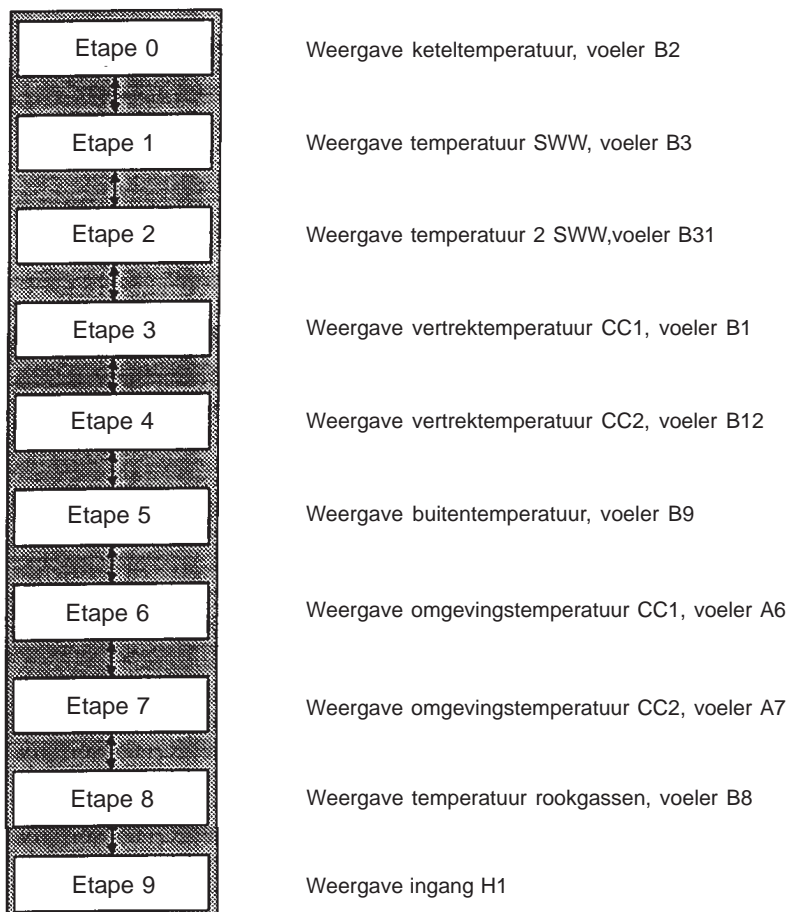 Etape 0 Weergave keteltemperatuur, voeler B2
Etape 1 Weergave temperatuur SWW, voeler B3
Etape 2 Weergave temperatuur 2 SWW,voeler B31
Etape 3 Weergave vertrektemperatuur CC1, voeler B1
Etape 4 Weergave vertrektemperatuur CC2, voeler B12
Etape 5 Weergave buitentemperatuur, voeler B9
Etape 6 Weergave omgevingstemperatuur CC1, voeler A6
Etape 7 Weergave omgevingstemperatuur CC2, voeler A7
Etape 8 Weergave temperatuur rookgassen, voeler B8
Etape 9 Weergave ingang H1